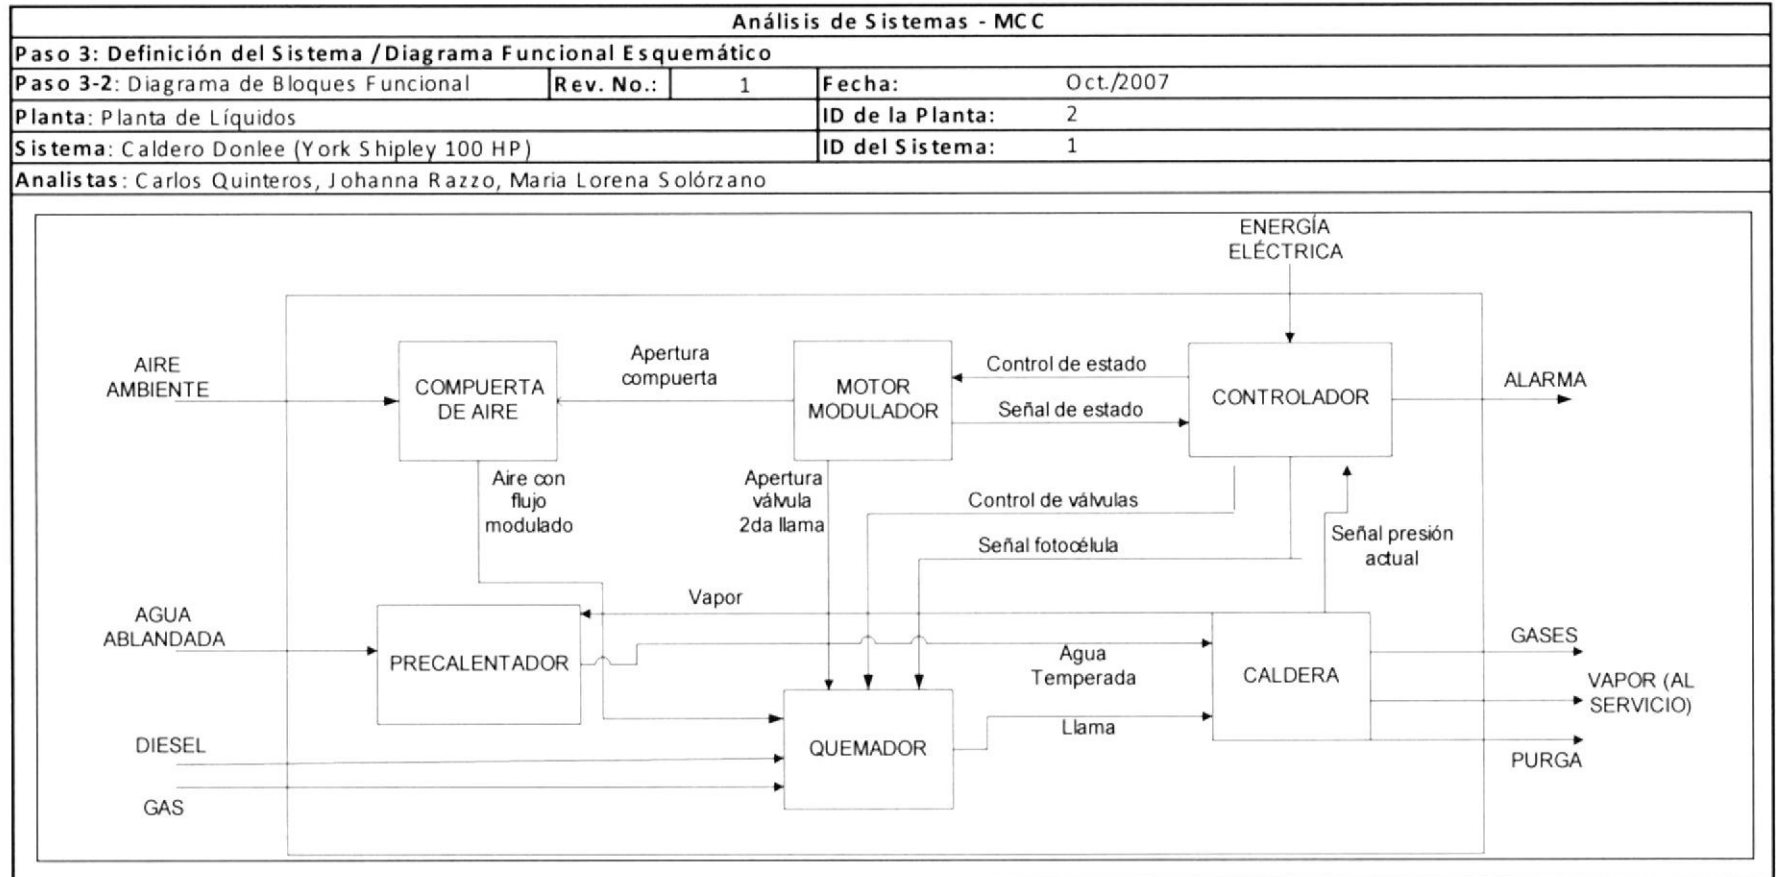 Análisis de Sistemas - MCC
Paso 3: Definición del Sistema / Diagrama Funcional Esquemático
Paso 3-2: Diagrama de Bloques Funcional
Rev. No.:
1
Fecha:
Oct./2007
Planta: Planta de Líquidos
ID de la Planta:
2
Sistema: Caldero Donlee (York Shipley 100 HP)
ID del Sistema:
1
Analistas: Carlos Quinteros, Johanna Razzo, Maria Lorena Solórzano
ENERGÍA
ELÉCTRICA
AIRE
AMBIENTE
COMPUERTA
DE AIRE
Apertura
compuerta
MOTOR
MODULADOR
Control de estado
Señal de estado
CONTROLADOR
ALARMA
Aire con
flujo
modulado
Apertura
válvula
2da llama
Control de válvulas
Señal fotocélula
Señal presión
actual
Vapor
AGUA
ABLANDADA
PRECALENTADOR
Agua
Temperada
CALDERA
GASES
VAPOR (AL
SERVICIO)
PURGA
DIESEL
GAS
QUEMADOR
Llama